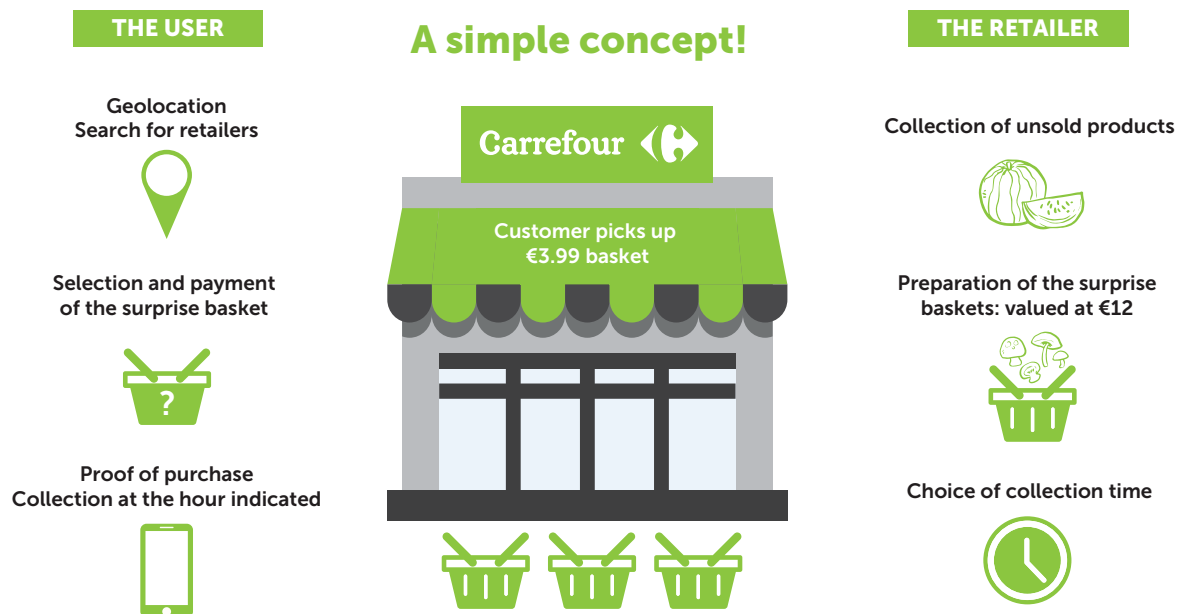 THE USER
Geolocation
Search for retailers
Selection and payment
of the surprise basket
?
Proof of purchase
Collection at the hour indicated
A simple concept!
Carrefour
Customer picks up
€3.99 basket
THE RETAILER
Collection of unsold products
Preparation of the surprise
baskets: valued at €12
Choice of collection time